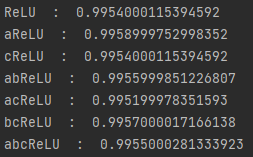 ReLU  :  0.9954000115394592
aReLU  :  0.9958999752998352
cReLU  :  0.9954000115394592
abReLU  :  0.9955999851226807
acReLU  :  0.995199978351593
bcReLU  :  0.9957000017166138
abcReLU  :  0.9955000281333923